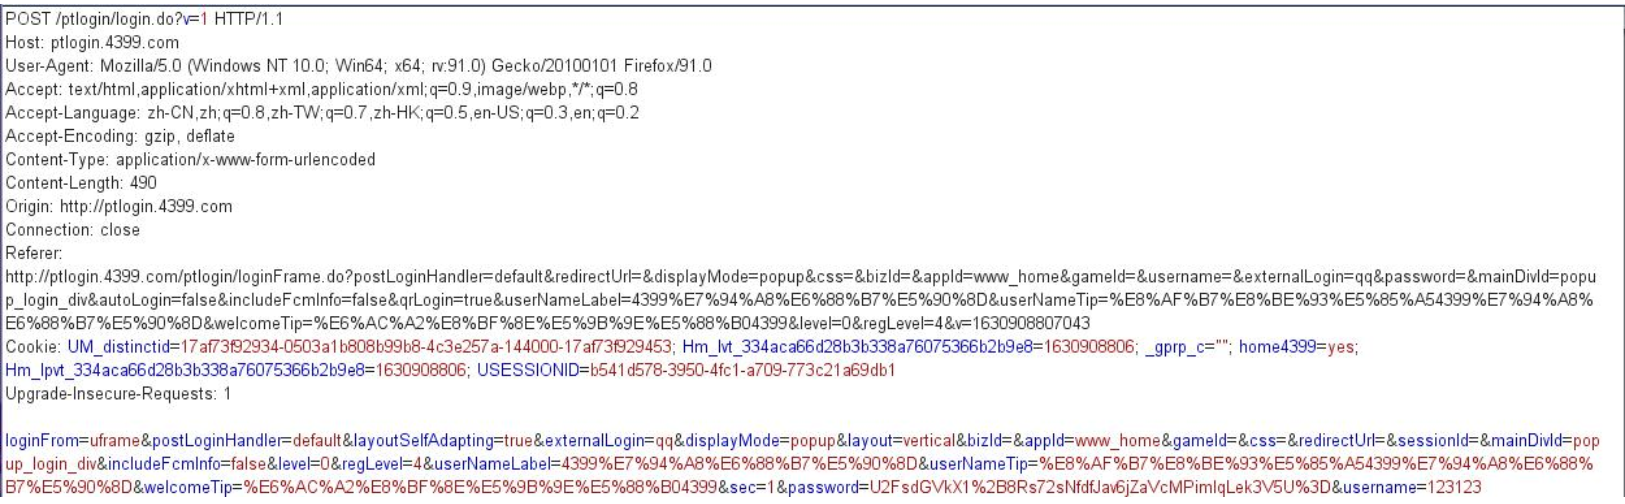 POST /ptlogin/login.do?v=1 HTTP/1.1
Host: ptlogin.4399.com
User-Agent: Mozilla/5.0 (Windows NT 10.0; Win64; x64; rv:91.0) Gecko/20100101 Firefox/91.0
Accept: text/html,application/xhtml+xml,application/xml;q=0.9,image/webp,*/*;q=0.8
Accept-Language: zh-CN,zh;q=0.8,zh-TW;q=0.7,zh-HK;q=0.5,en-US;q=0.3,en;q=0.2
Accept-Encoding: gzip, deflate
Content-Type: application/x-www-form-urlencoded
Content-Length: 490
Origin: http://ptlogin.4399.com
Connection: close
Referer:
http://ptlogin.4399.com/ptlogin/loginFrame.do?postLoginHandler=default&redirectUrl=&displayMode=popup&css=&bizId=&appId=www_home&gameId=&username=&externalLogin=qq&password=&mainDivId=popu
p_login_div&autoLogin=false&includeFcmInfo=false&qrLogin=true&userNameLabel=4399%E7%94%A8%E6%88%B7%E5%90%8D&userNameTip=%E8%AF%B7%E8%BE%93%E5%85%A54399%E7%94%A8%
E6%88%B7%E5%90%8D&welcomeTip=%E6%AC%A2%E8%BF%8E%E5%9B%9E%E5%88%B04399&level=0&regLevel=4&v=1630908807043
Cookie: UM_distinctid=17af73f92934-0503a1b808b99b8-4c3e257a-144000-17af73f929453; Hm_lvt_334aca66d28b3b338a76075366b2b9e8=1630908806; _gprp_c=""; home4399=yes;
Hm_lpvt_334aca66d28b3b338a76075366b2b9e8=1630908806; USESSIONID=b541d578-3950-4fc1-a709-773c21a69db1
Upgrade-Insecure-Requests: 1
loginFrom=uframe&postLoginHandler=default&layoutSelfAdapting=true&externalLogin=qq&displayMode=popup&layout=vertical&bizId=&appId=www_home&gameId=&css=&redirectUrl=&sessionId=&mainDivId=pop
up_login_div&includeFcmInfo=false&level=0&regLevel=4&userNameLabel=4399%E7%94%A8%E6%88%B7%E5%90%8D&userNameTip=%E8%AF%B7%E8%BE%93%E5%85%A54399%E7%94%A8%E6%88%
B7%E5%90%8D&welcomeTip=%E6%AC%A2%E8%BF%8E%E5%9B%9E%E5%88%B04399&sec=1&password=U2FsdGVkX1%2B8Rs72sNfdfJav6jZaVcMPimIqLek3V5U%3D&username=123123